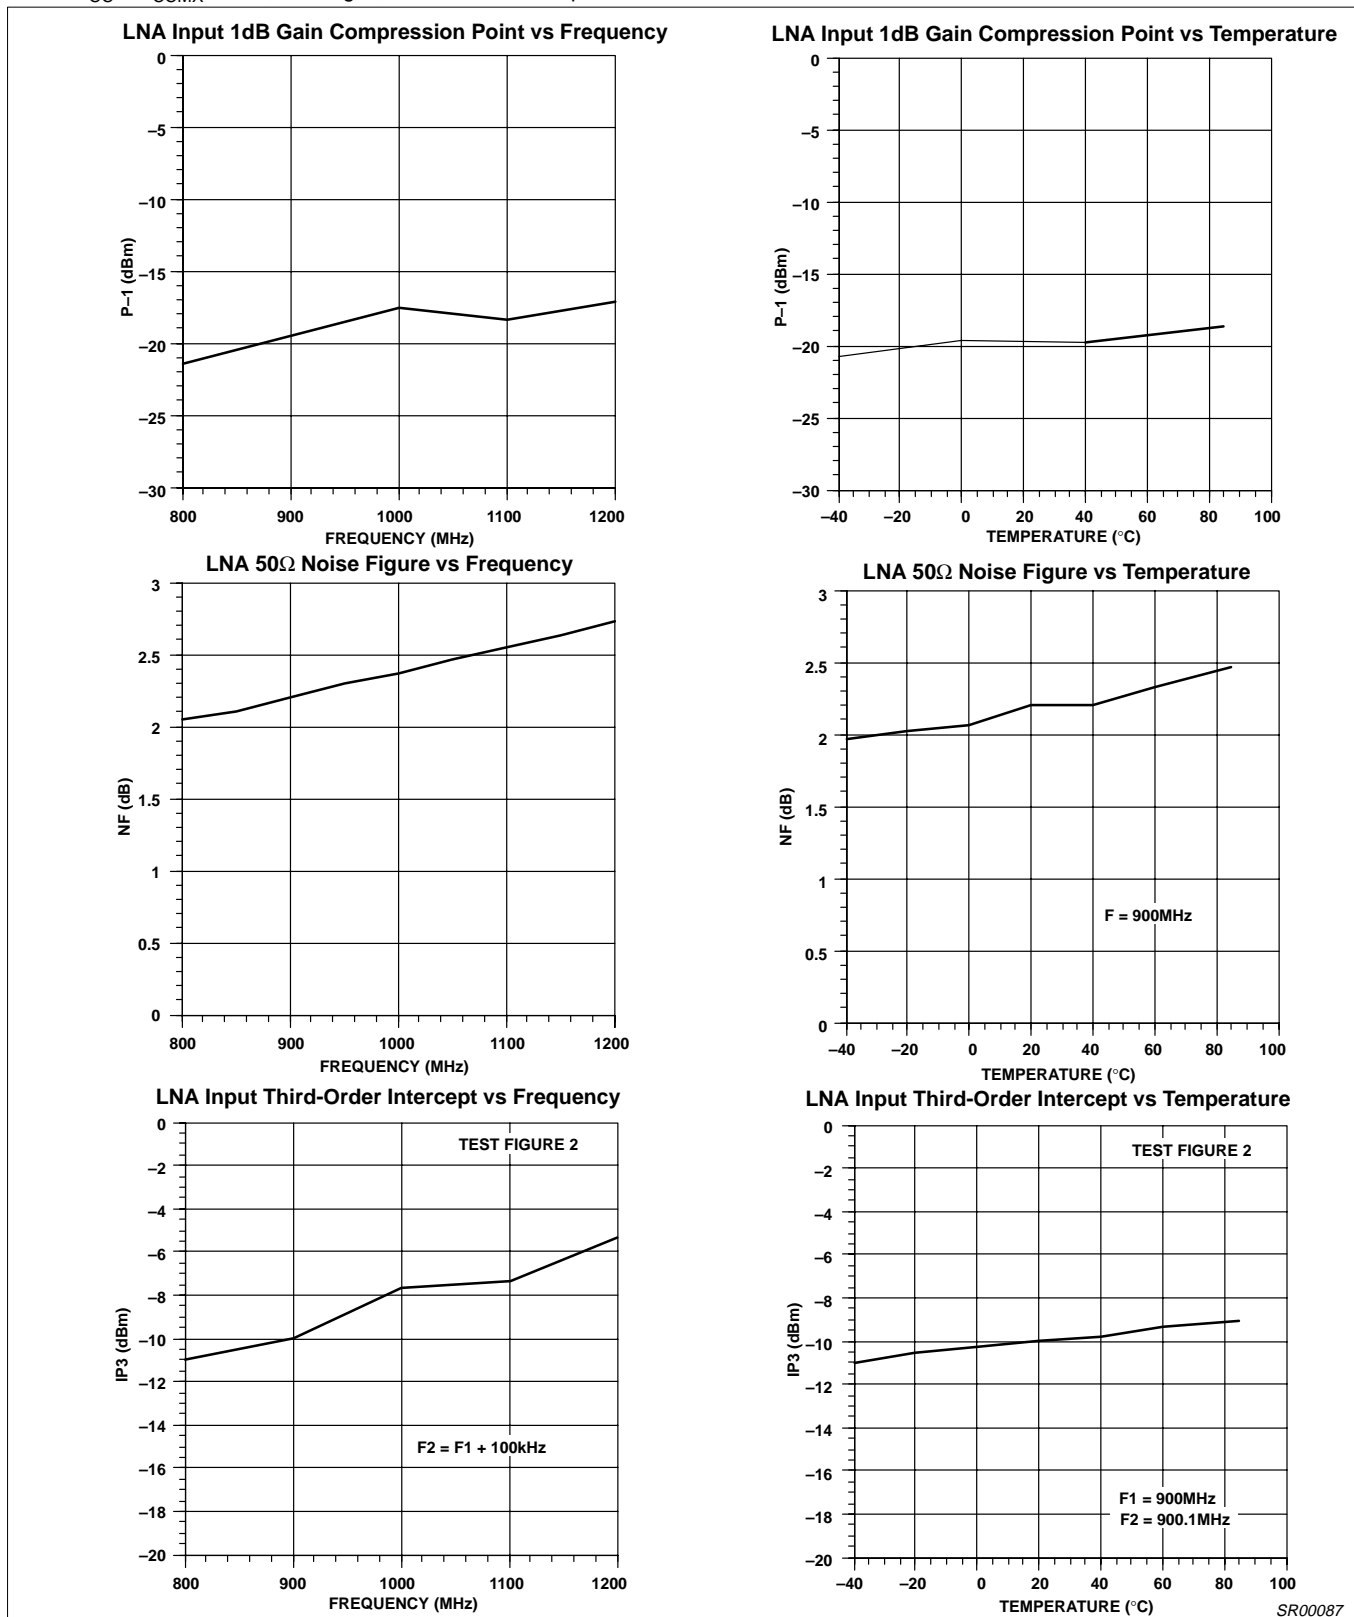 LNA Input 1dB Gain Compression Point vs Frequency
0
–5
–10
–15
–20
–25
–30
P–1 (dBm)
800 900 1000 1100 1200
FREQUENCY (MHz)
LNA Input 1dB Gain Compression Point vs Temperature
0
–5
–10
–15
–20
–25
–30
P–1 (dBm)
–40 –20 0 20 40 60 80 100
TEMPERATURE (°C)
LNA 50Ω Noise Figure vs Frequency
3
2.5
2
1.5
1
0.5
0
NF (dB)
800 900 1000 1100 1200
FREQUENCY (MHz)
LNA 50Ω Noise Figure vs Temperature
3
2.5
2
1.5
1
0.5
0
NF (dB)
F = 900MHz
–40 –20 0 20 40 60 80 100
TEMPERATURE (°C)
LNA Input Third-Order Intercept vs Frequency
TEST FIGURE 2
0
–2
–4
–6
–8
–10
–12
–14
–16
–18
–20
IP3 (dBm)
F2 = F1 + 100kHz
800 900 1000 1100 1200
FREQUENCY (MHz)
LNA Input Third-Order Intercept vs Temperature
TEST FIGURE 2
0
–2
–4
–6
–8
–10
–12
–14
–16
–18
–20
IP3 (dBm)
F1 = 900MHz
F2 = 900.1MHz
–40 –20 0 20 40 60 80 100
TEMPERATURE (°C)
SR00087